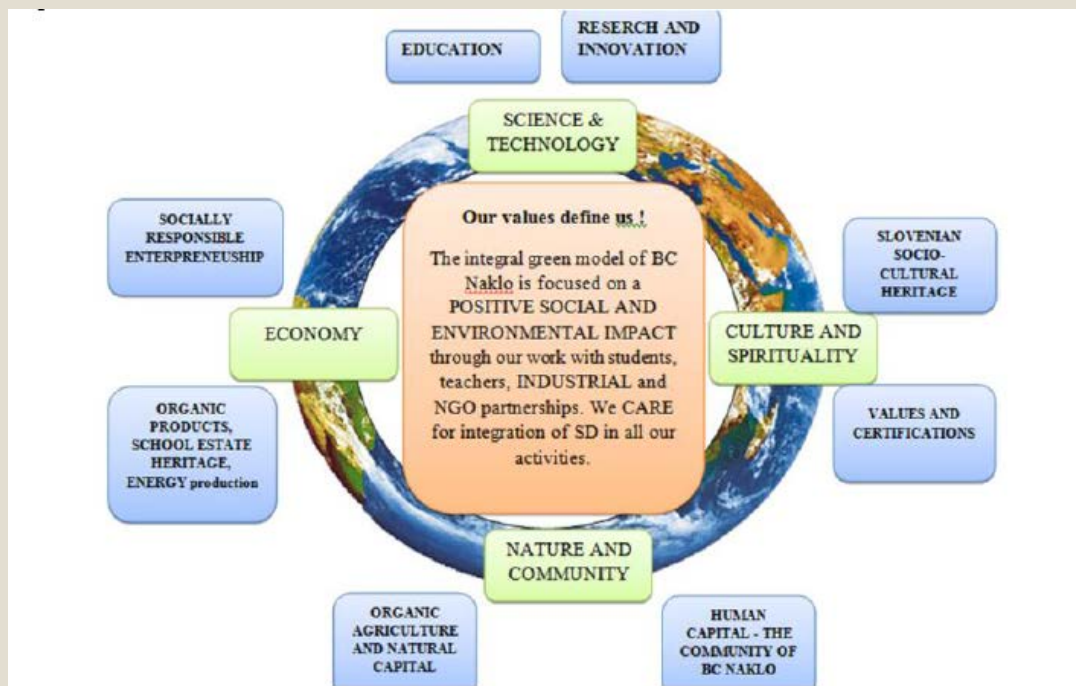 EDUCATION
RESERCH AND
INNOVATION
SCIENCE &
TECHNOLOGY
SOCIALLY
RESPONSIBLE
ENTERPRENEUSHIP
Our values define us !
The integral green model of BC
Naklo is focused on a
POSITIVE SOCIAL AND
ENVIRONMENTAL IMPACT
through our work with students,
teachers, INDUSTRIAL and
NGO partnerships. We CARE
for integration of SD in all our
activities.
SLOVENIAN
SOCIO-
CULTURAL
HERITAGE
ECONOMY
CULTURE AND
SPIRITUALITY
ORGANIC
PRODUCTS,
SCHOOL ESTATE
HERITAGE,
ENERGY production
VALUES AND
CERTIFICATIONS
NATURE AND
COMMUNITY
ORGANIC
AGRICULTURE
AND NATURAL
CAPITAL
HUMAN
CAPITAL - THE
COMMUNITY OF
BC NAKLO